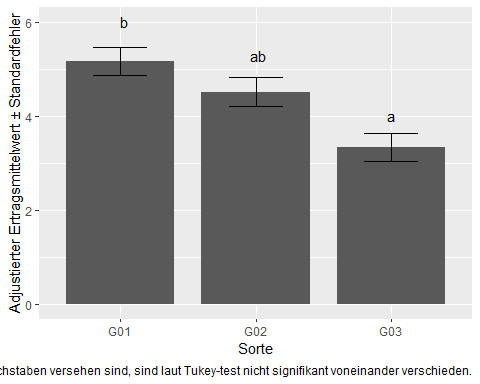 Adjustierter Ertragsmittelwert ± Standardfehler
6
4
2
0
b
ab
a
G01
G02
G03
Sorte
versehen sind, sind laut Tukey-test nicht signifikant voneinander verschieden.